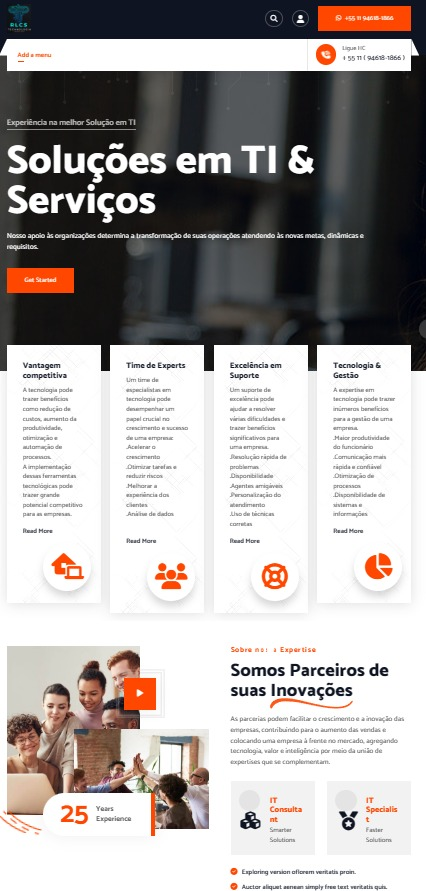 RLCS
+55 11 94618-1866
Add a menu
Ligue HC
+ 55 11 ( 94618-1866 )
Experiência na melhor Solução em TI
Soluções em TI &
Serviços
Nosso apoio às organizações determina a transformação de suas operações atendendo às novas metas, dinâmicas e
requisitos.
Get Started
Vantagem
competitiva
A tecnologia pode
trazer benefícios
como redução de
custos, aumento da
produtividade,
otimização e
automação de
processos.
A implementação
dessas ferramentas
tecnológicas pode
trazer grande
potencial competitivo
para as empresas.
Read More
Time de Experts
Um time de
especialistas em
tecnologia pode
desempenhar um
papel crucial no
crescimento e sucesso
de uma empresa:
.Acelerar o
crescimento
.Otimizar tarefas e
reduzir riscos
.Melhorar a
experiência dos
clientes
.Análise de dados
Read More
Excelência em
Suporte
Um suporte de
excelência pode
ajudar a resolver
várias dificuldades e
trazer benefícios
significativos para
uma empresa.
.Resolução rápida de
problemas
.Disponibilidade
.Agentes amigáveis
.Personalização do
atendimento
.Uso de técnicas
corretas
Read More
Tecnologia &
Gestão
A expertise em
tecnologia pode trazer
inúmeros benefícios
para a gestão de uma
empresa.
.Maior produtividade
do funcionário
.Comunicação mais
rápida e confiável
.Otimização de
processos
.Disponibilidade de
sistemas e
informações
Read More
25
Years
Experience
Sobre Expertise
Somos Parceiros de
suas Inovações
As parcerias podem facilitar o crescimento e a inovação das
empresas, contribuindo para o aumento das vendas e
colocando uma empresa à frente no mercado, agregando
tecnologia, valor e inteligência por meio da união de
expertises que se complementam.
IT
Consulta
nt
Smarter
Solutions
IT
Specialis
t
Faster
Solutions
Exploring version oflorem veritatis proin.
Auctor aliquet aenean simply free text veritatis quis.